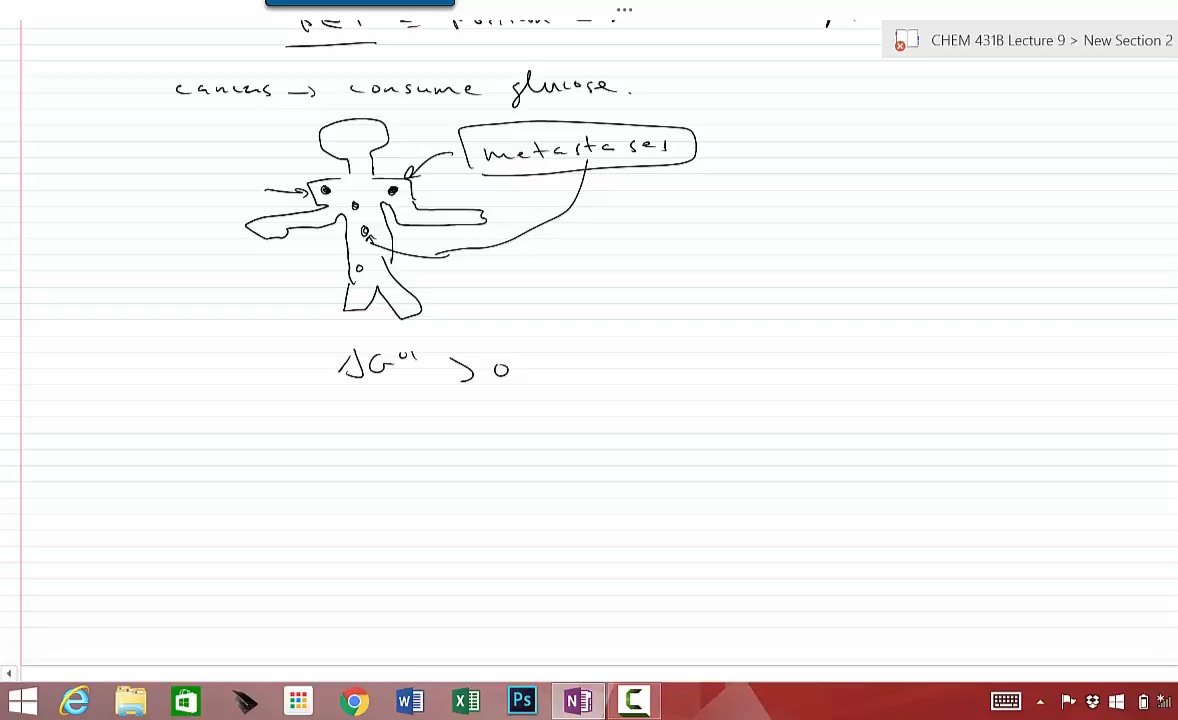 CHEM 431B Lecture 9 > New Section 2
cancers → consume glucose.
metastases
ΔG°' > 0